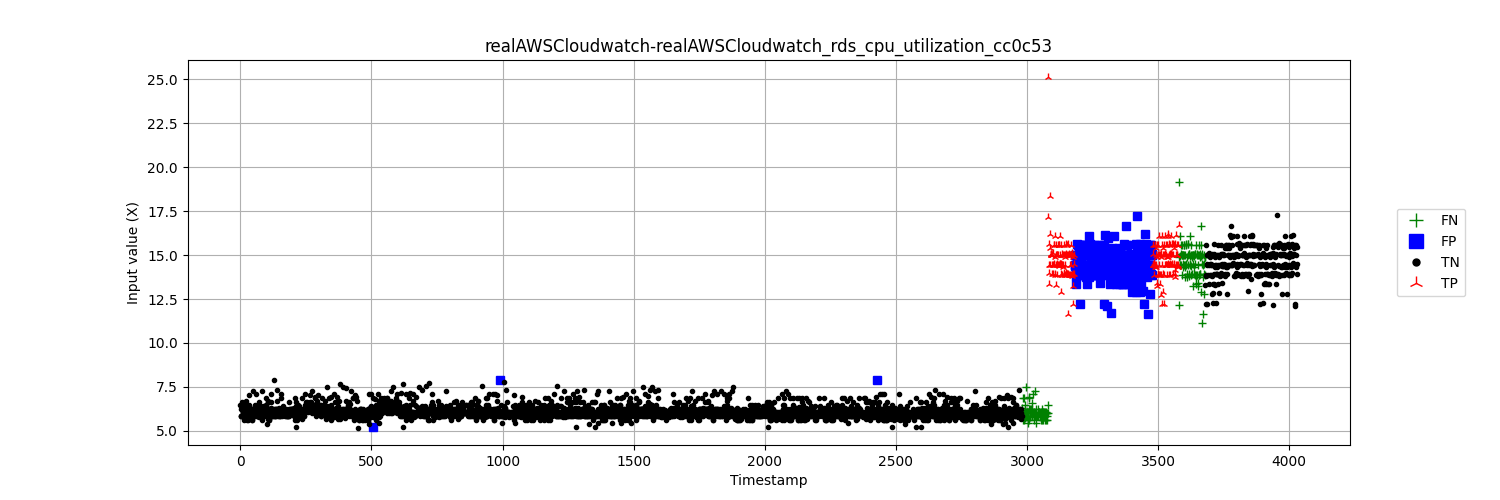 realAWSCloudwatch-realAWSCloudwatch_rds_cpu_utilization_cc0c53
25.0
22.5
20.0
17.5
15.0
12.5
10.0
7.5
5.0
Input value (X)
0 500 1000 1500 2000 2500 3000 3500 4000
Timestamp
FN
FP
TN
TP